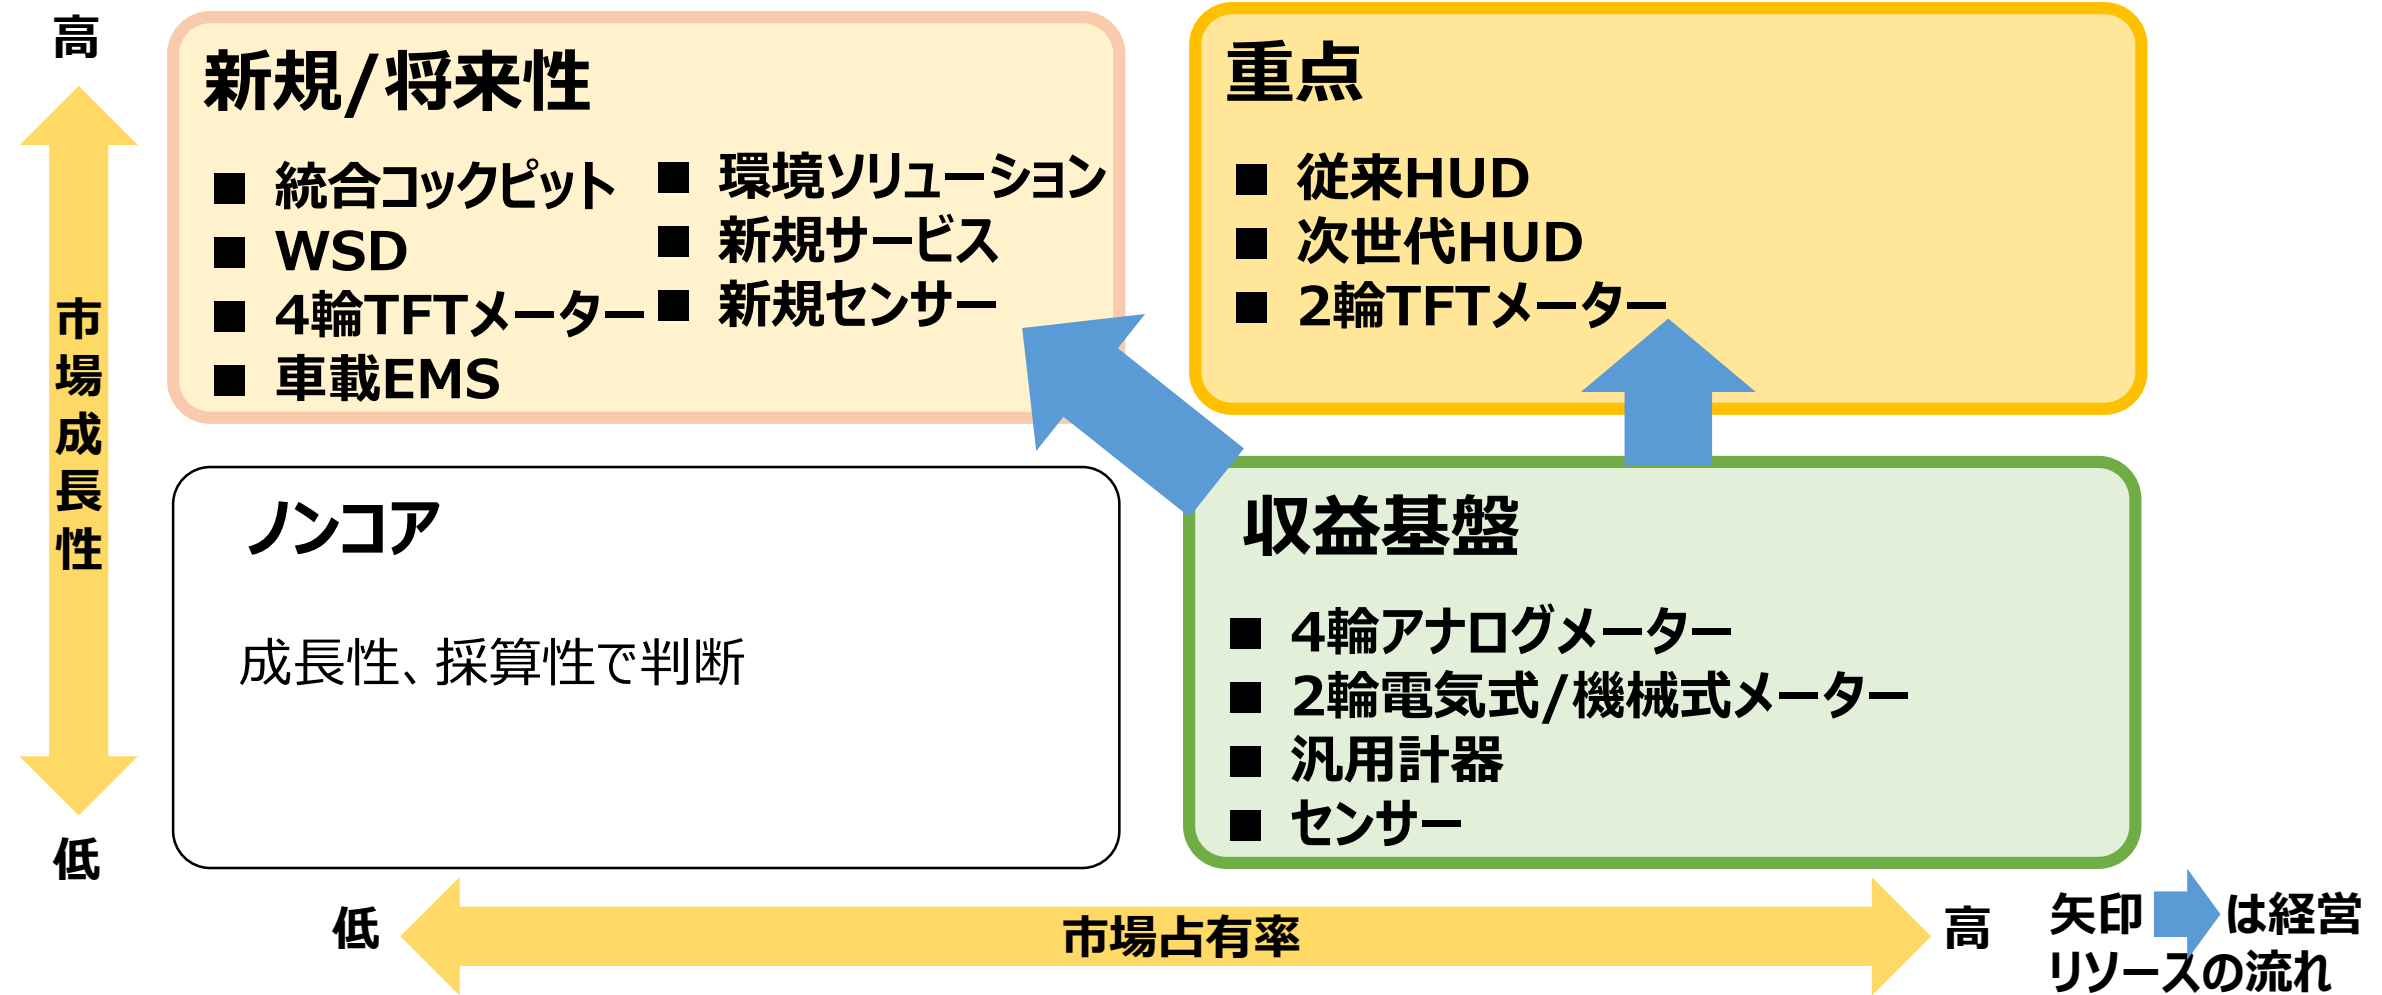 高
新規/将来性
■ 統合コックピット
■ WSD
■ 4輪TFTメーター
■ 車載EMS
■ 環境ソリューション
■ 新規サービス
■ 新規センサー
重点
■ 従来HUD
■ 次世代HUD
■ 2輪TFTメーター
市場成長性
ノンコア
成長性、採算性で判断
収益基盤
■ 4輪アナログメーター
■ 2輪電気式/機械式メーター
■ 汎用計器
■ センサー
低
低
市場占有率
高
矢印 は経営
リソースの流れ